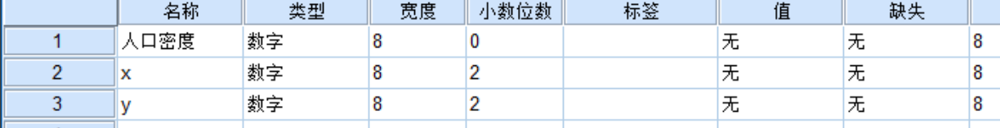 名称 类型 宽度 小数位数 标签 值 缺失
1 人口密度 数字 8 0 无 无 8
2 x 数字 8 2 无 无 8
3 y 数字 8 2 无 无 8